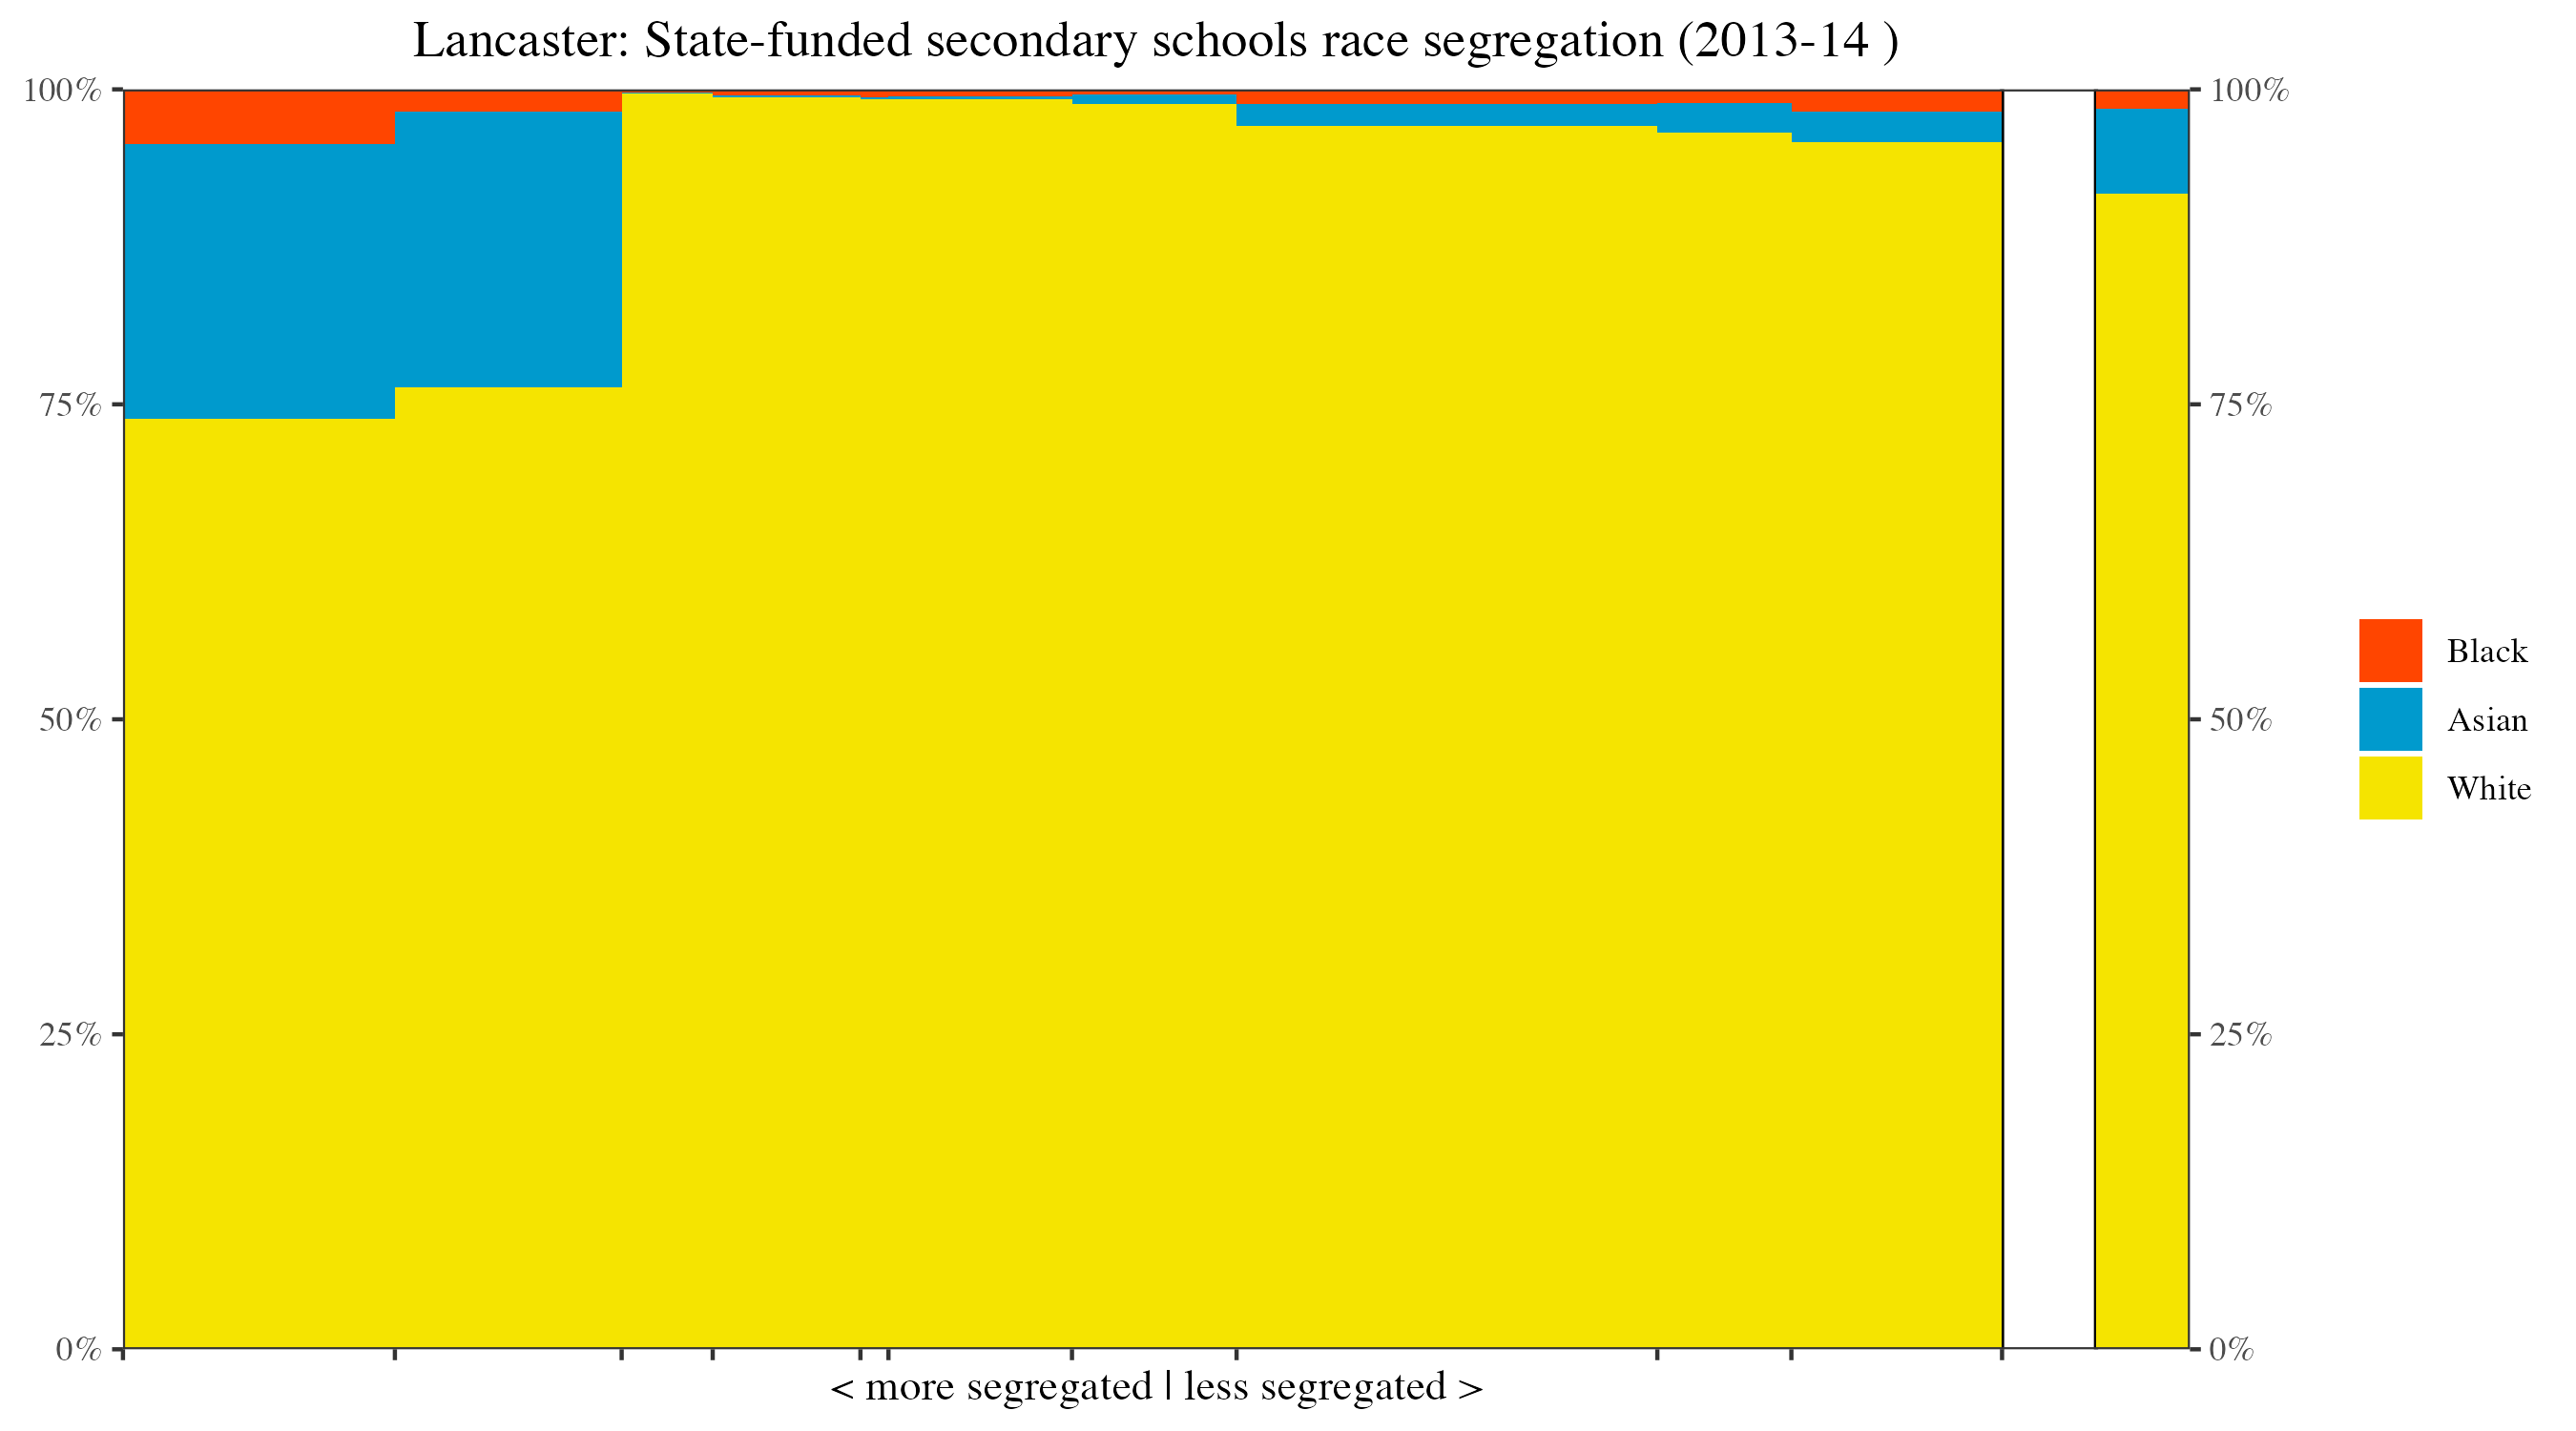 Lancaster: State-funded secondary schools race segregation (2013-14 )
100%
75%
50%
25%
0%
100%
75%
50%
25%
0%
Black
Asian
White
< more segregated | less segregated >